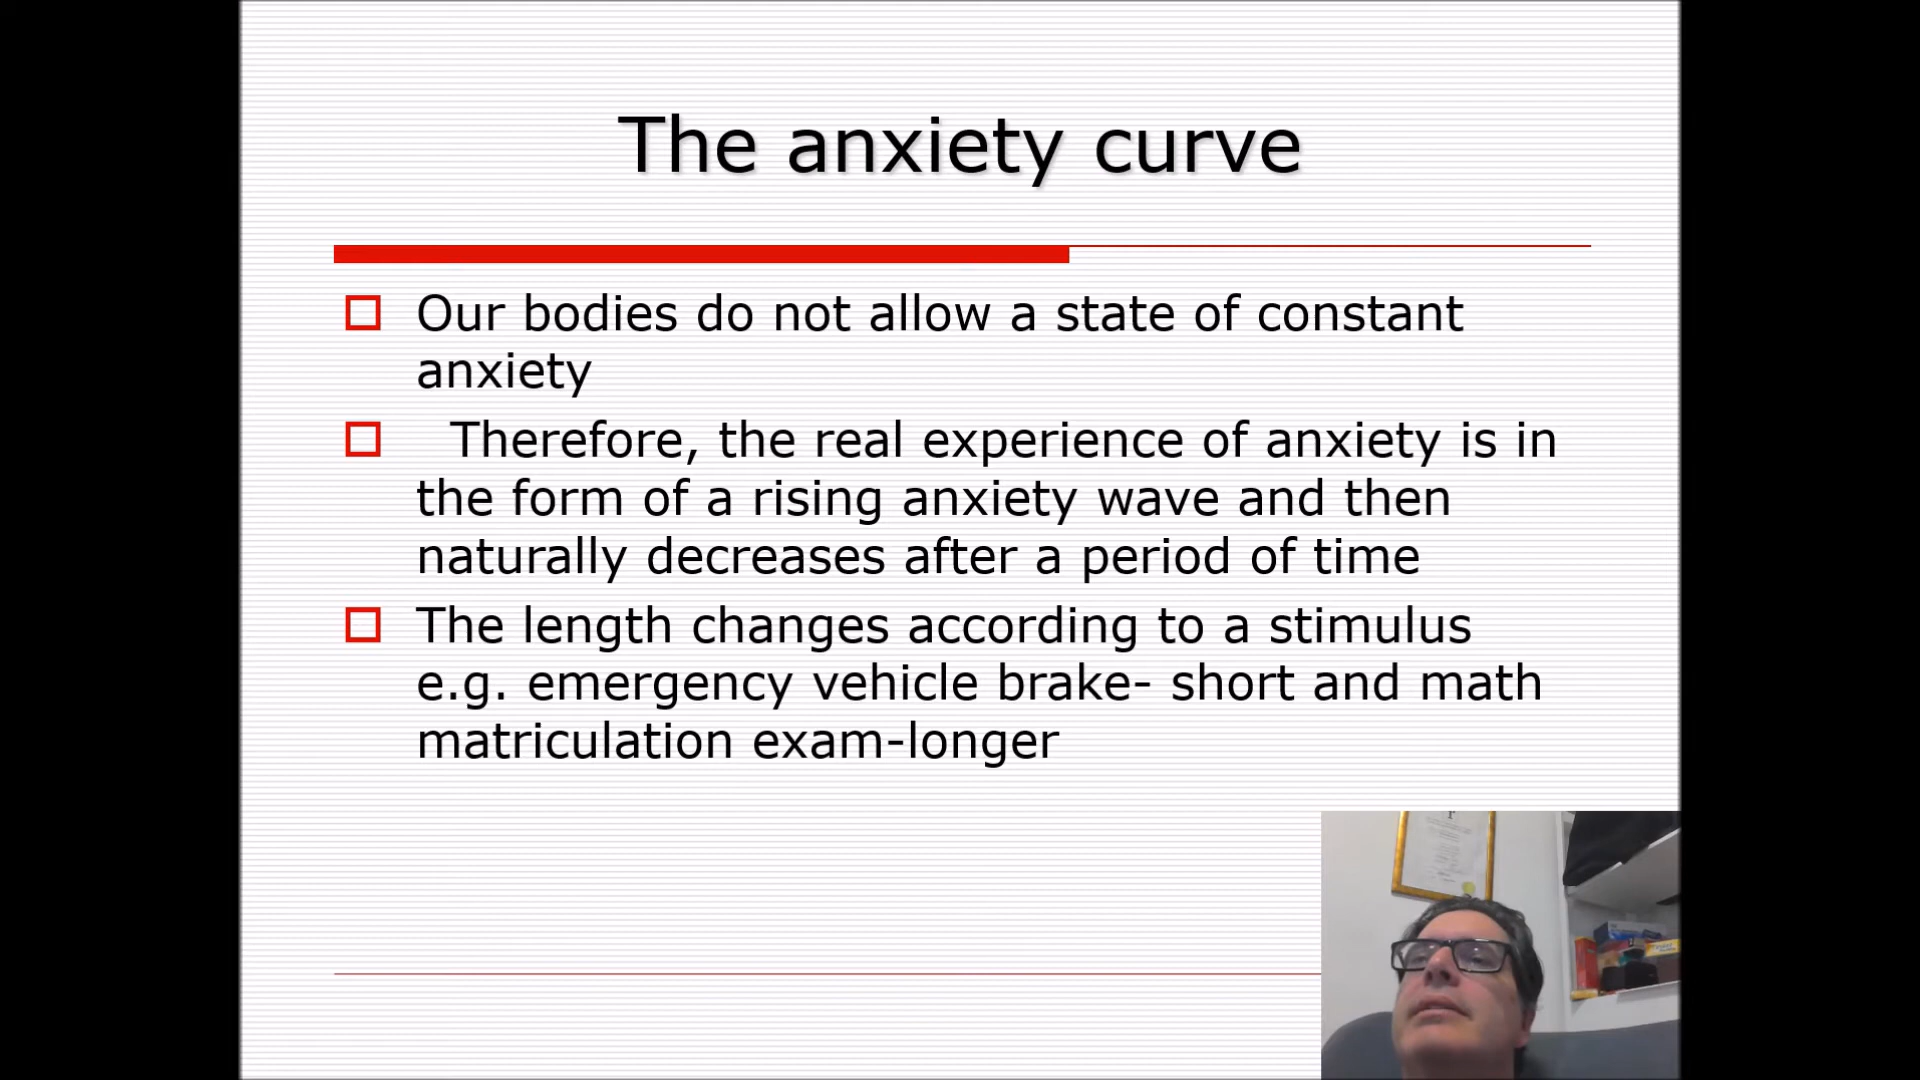 The anxiety curve
Our bodies do not allow a state of constant
anxiety
Therefore, the real experience of anxiety is in
the form of a rising anxiety wave and then
naturally decreases after a period of time
The length changes according to a stimulus
e.g. emergency vehicle brake- short and math
matriculation exam-longer